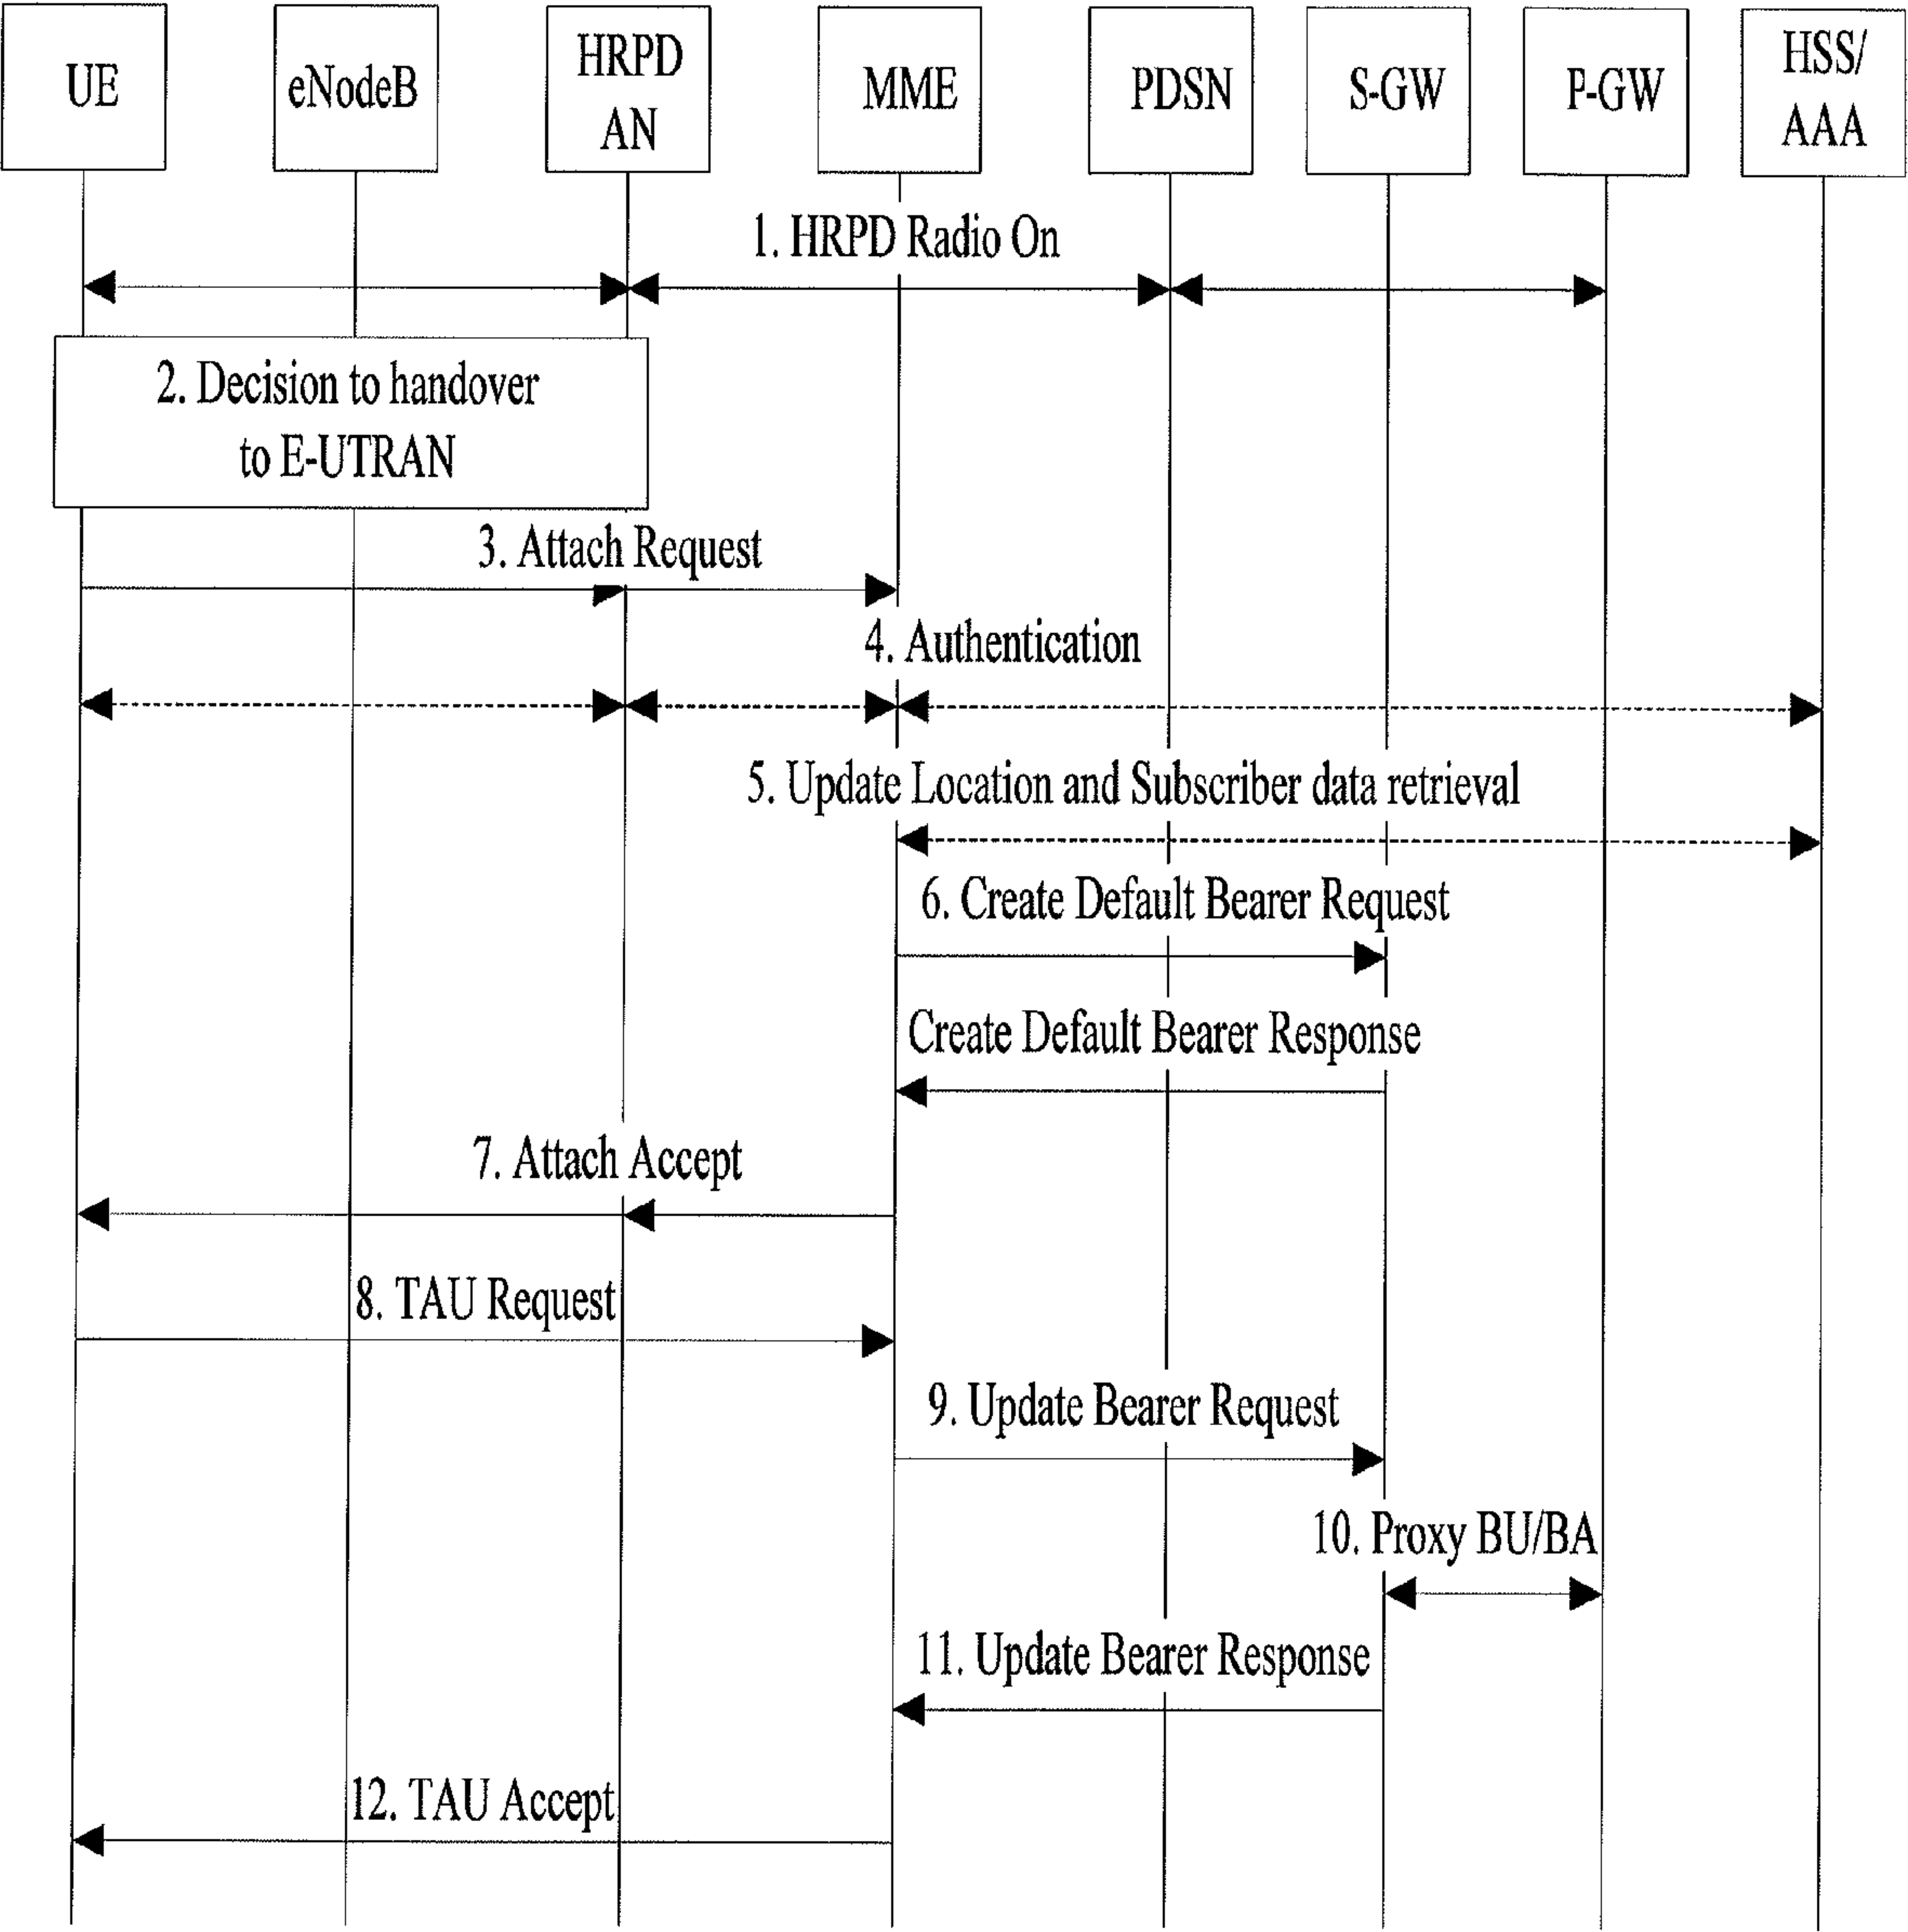 UE
eNodeB
HRPD
AN
MME
PDSN
S-GW
P-GW
HSS/
AAA
1. HRPD Radio On
2. Decision to handover
to E-UTRAN
3. Attach Request
4. Authentication
5. Update Location and Subscriber data retrieval
6. Create Default Bearer Request
Create Default Bearer Response
7. Attach Accept
8. TAU Request
9. Update Bearer Request
10. Proxy BU/BA
11. Update Bearer Response
12. TAU Accept